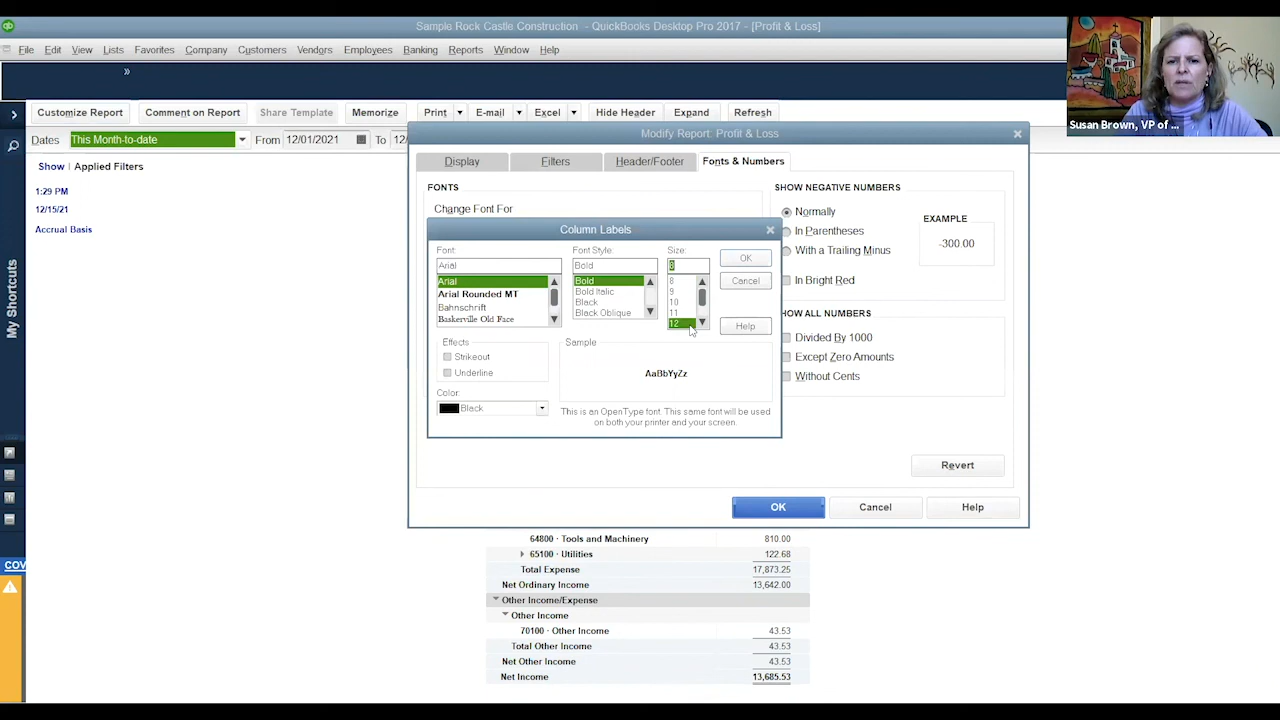 Sample Rock Castle Construction - QuickBooks Desktop Pro 2017 - [Profit & Loss]
File Edit View Lists Favorites Company Customers Vendors Employees Banking Reports Window Help
»
Customize Report Comment on Report Share Template Memorize Print E-mail Excel Hide Header Expand Refresh
Dates This Month-to-date From 12/01/2021 To 12/
Susan Brown, VP of ...
Show Applied Filters
1:29 PM
12/15/21
Accrual Basis
My Shortcuts
COV
Modify Report: Profit & Loss
Display Filters Header/Footer Fonts & Numbers
FONTS
Change Font For
SHOW NEGATIVE NUMBERS
Normally
In Parentheses
With a Trailing Minus
In Bright Red
EXAMPLE
-300.00
HOW ALL NUMBERS
Divided By 1000
Except Zero Amounts
Without Cents
Revert
OK Cancel Help
Column Labels
Font: Font Style: Size:
Arial Bold 8
Arial
Arial Rounded MT
Bahnschrift
Baskerville Old Face
Bold
Bold Italic
Black
Black Oblique
8
9
10
11
12
OK
Cancel
Help
Effects
Strikeout
Underline
Color:
Black
Sample
AaBbYyZz
This is an OpenType font. This same font will be used
on both your printer and your screen.
64800 · Tools and Machinery 810.00
65100 · Utilities 122.68
Total Expense 17,873.25
Net Ordinary Income 13,642.00
Other Income/Expense
Other Income
70100 · Other Income 43.53
Total Other Income 43.53
Net Other Income 43.53
Net Income 13,685.53